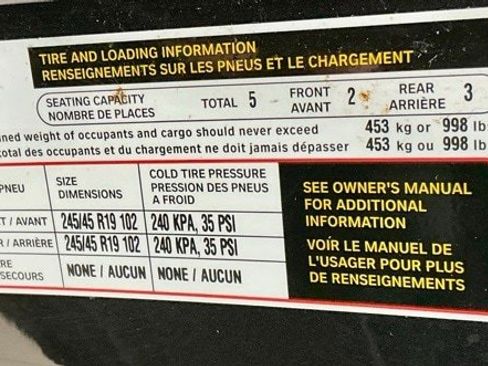 TIRE AND LOADING INFORMATION
RENSEIGNEMENTS SUR LES PNEUS ET LE CHARGEMENT
SEATING CAPACITY
NOMBRE DE PLACES
TOTAL 5
FRONT
AVANT 2
REAR
ARRIÈRE 3
ned weight of occupants and cargo should never exceed 453 kg or 998 lb
total des occupants et du chargement ne doit jamais dépasser 453 kg ou 998 lb
PNEU
SIZE
DIMENSIONS
COLD TIRE PRESSURE
PRESSION DES PNEUS
A FROID
T / AVANT 245/45 R19 102 240 KPA, 35 PSI
R / ARRIÈRE 245/45 R19 102 240 KPA, 35 PSI
RE
SECOURS NONE / AUCUN NONE / AUCUN
SEE OWNER'S MANUAL
FOR ADDITIONAL
INFORMATION
VOIR LE MANUEL DE
L'USAGER POUR PLUS
DE RENSEIGNEMENTS